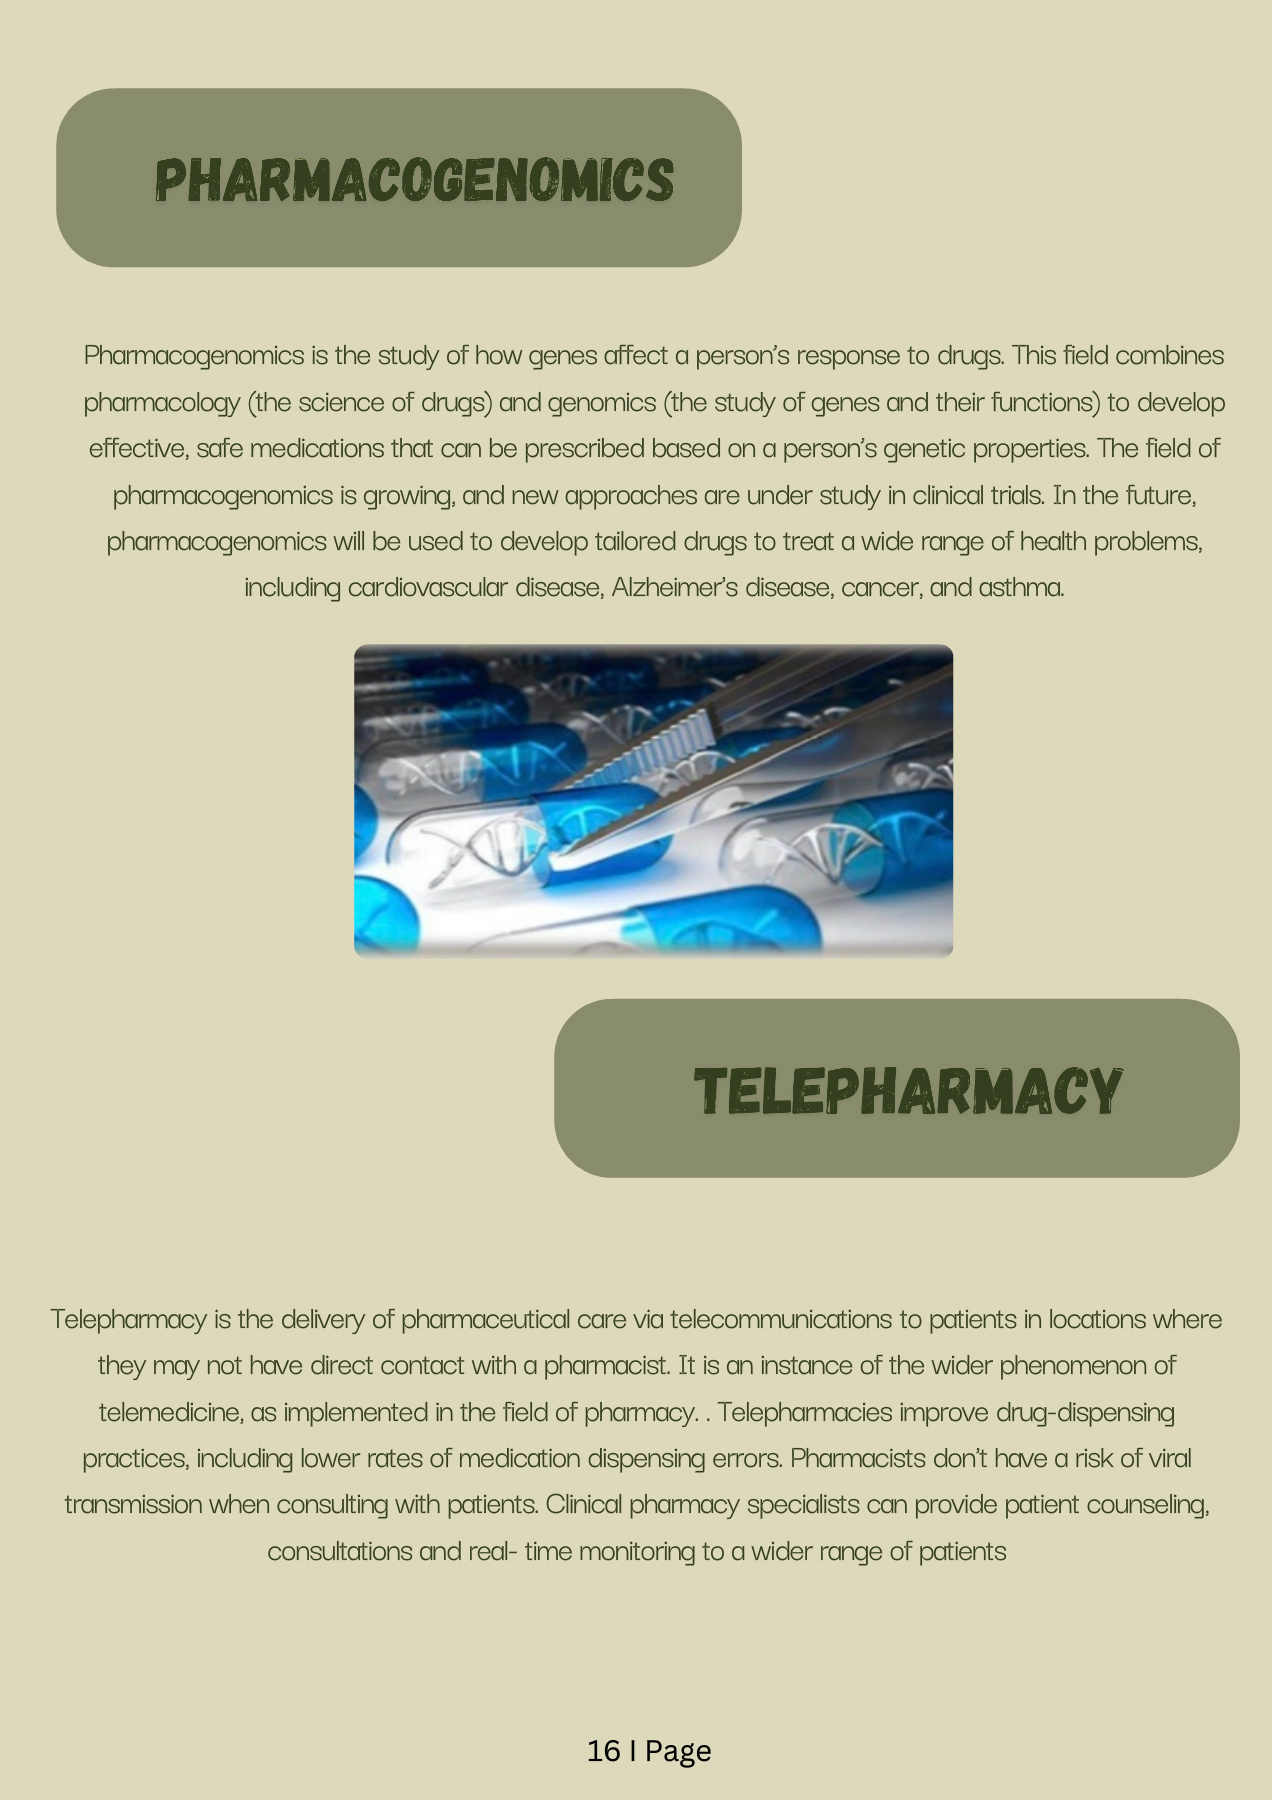 PHARMACOGENOMICS
Pharmacogenomics is the study of how genes affect a person’s response to drugs. This field combines
pharmacology (the science of drugs) and genomics (the study of genes and their functions) to develop
effective, safe medications that can be prescribed based on a person’s genetic properties. The field of
pharmacogenomics is growing, and new approaches are under study in clinical trials. In the future,
pharmacogenomics will be used to develop tailored drugs to treat a wide range of health problems,
including cardiovascular disease, Alzheimer’s disease, cancer, and asthma.
TELEPHARMACY
Telepharmacy is the delivery of pharmaceutical care via telecommunications to patients in locations where
they may not have direct contact with a pharmacist. It is an instance of the wider phenomenon of
telemedicine, as implemented in the field of pharmacy. . Telepharmacies improve drug-dispensing
practices, including lower rates of medication dispensing errors. Pharmacists don’t have a risk of viral
transmission when consulting with patients. Clinical pharmacy specialists can provide patient counseling,
consultations and real- time monitoring to a wider range of patients
16 I Page